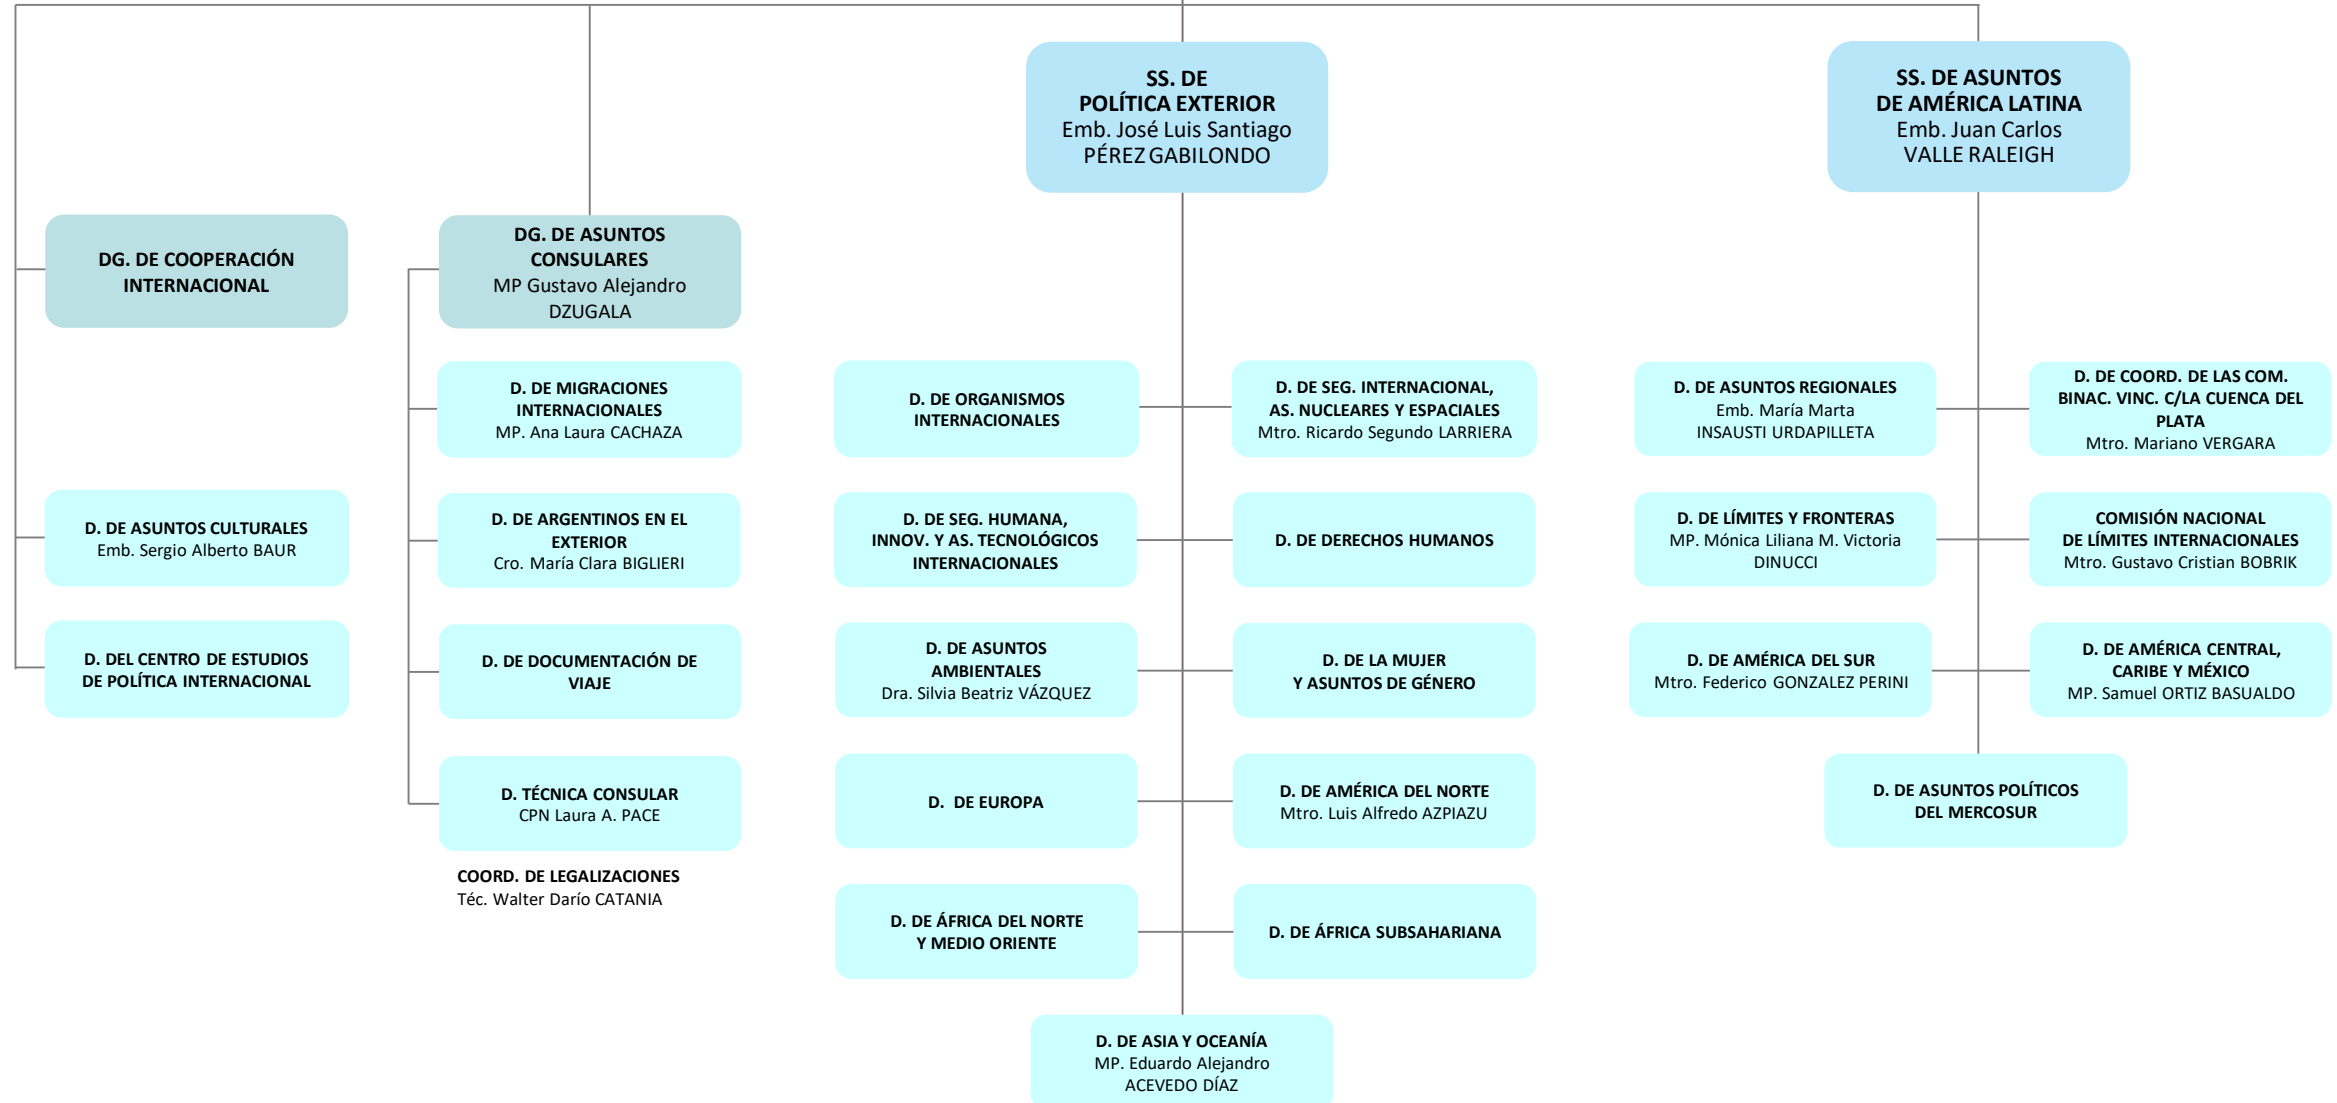 SS. DE
POLÍTICA EXTERIOR
Emb. José Luis Santiago
PÉREZ GABILONDO
SS. DE ASUNTOS
DE AMÉRICA LATINA
Emb. Juan Carlos
VALLE RALEIGH
DG. DE COOPERACIÓN
INTERNACIONAL
DG. DE ASUNTOS
CONSULARES
MP Gustavo Alejandro
DZUGALA
D. DE MIGRACIONES
INTERNACIONALES
MP. Ana Laura CACHAZA
D. DE ORGANISMOS
INTERNACIONALES
D. DE SEG. INTERNACIONAL,
AS. NUCLEARES Y ESPACIALES
Mtro. Ricardo Segundo LARRIERA
D. DE ASUNTOS REGIONALES
Emb. María Marta
INSAUSTI URDAPILLETA
D. DE COORD. DE LAS COM.
BINAC. VINC. C/LA CUENCA DEL
PLATA
Mtro. Mariano VERGARA
D. DE ASUNTOS CULTURALES
Emb. Sergio Alberto BAUR
D. DE ARGENTINOS EN EL
EXTERIOR
Cro. María Clara BIGLIERI
D. DE SEG. HUMANA,
INNOV. Y AS. TECNOLÓGICOS
INTERNACIONALES
D. DE DERECHOS HUMANOS
D. DE LÍMITES Y FRONTERAS
MP. Mónica Liliana M. Victoria
DINUCCI
COMISIÓN NACIONAL
DE LÍMITES INTERNACIONALES
Mtro. Gustavo Cristian BOBRIK
D. DEL CENTRO DE ESTUDIOS
DE POLÍTICA INTERNACIONAL
D. DE DOCUMENTACIÓN DE
VIAJE
D. DE ASUNTOS
AMBIENTALES
Dra. Silvia Beatriz VÁZQUEZ
D. DE LA MUJER
Y ASUNTOS DE GÉNERO
D. DE AMÉRICA DEL SUR
Mtro. Federico GONZALEZ PERINI
D. DE AMÉRICA CENTRAL,
CARIBE Y MÉXICO
MP. Samuel ORTIZ BASUALDO
D. TÉCNICA CONSULAR
CPN Laura A. PACE
D. DE EUROPA
D. DE AMÉRICA DEL NORTE
Mtro. Luis Alfredo AZPIAZU
D. DE ASUNTOS POLÍTICOS
DEL MERCOSUR
COORD. DE LEGALIZACIONES
Téc. Walter Darío CATANIA
D. DE ÁFRICA DEL NORTE
Y MEDIO ORIENTE
D. DE ÁFRICA SUBSAHARIANA
D. DE ASIA Y OCEANÍA
MP. Eduardo Alejandro
ACEVEDO DÍAZ